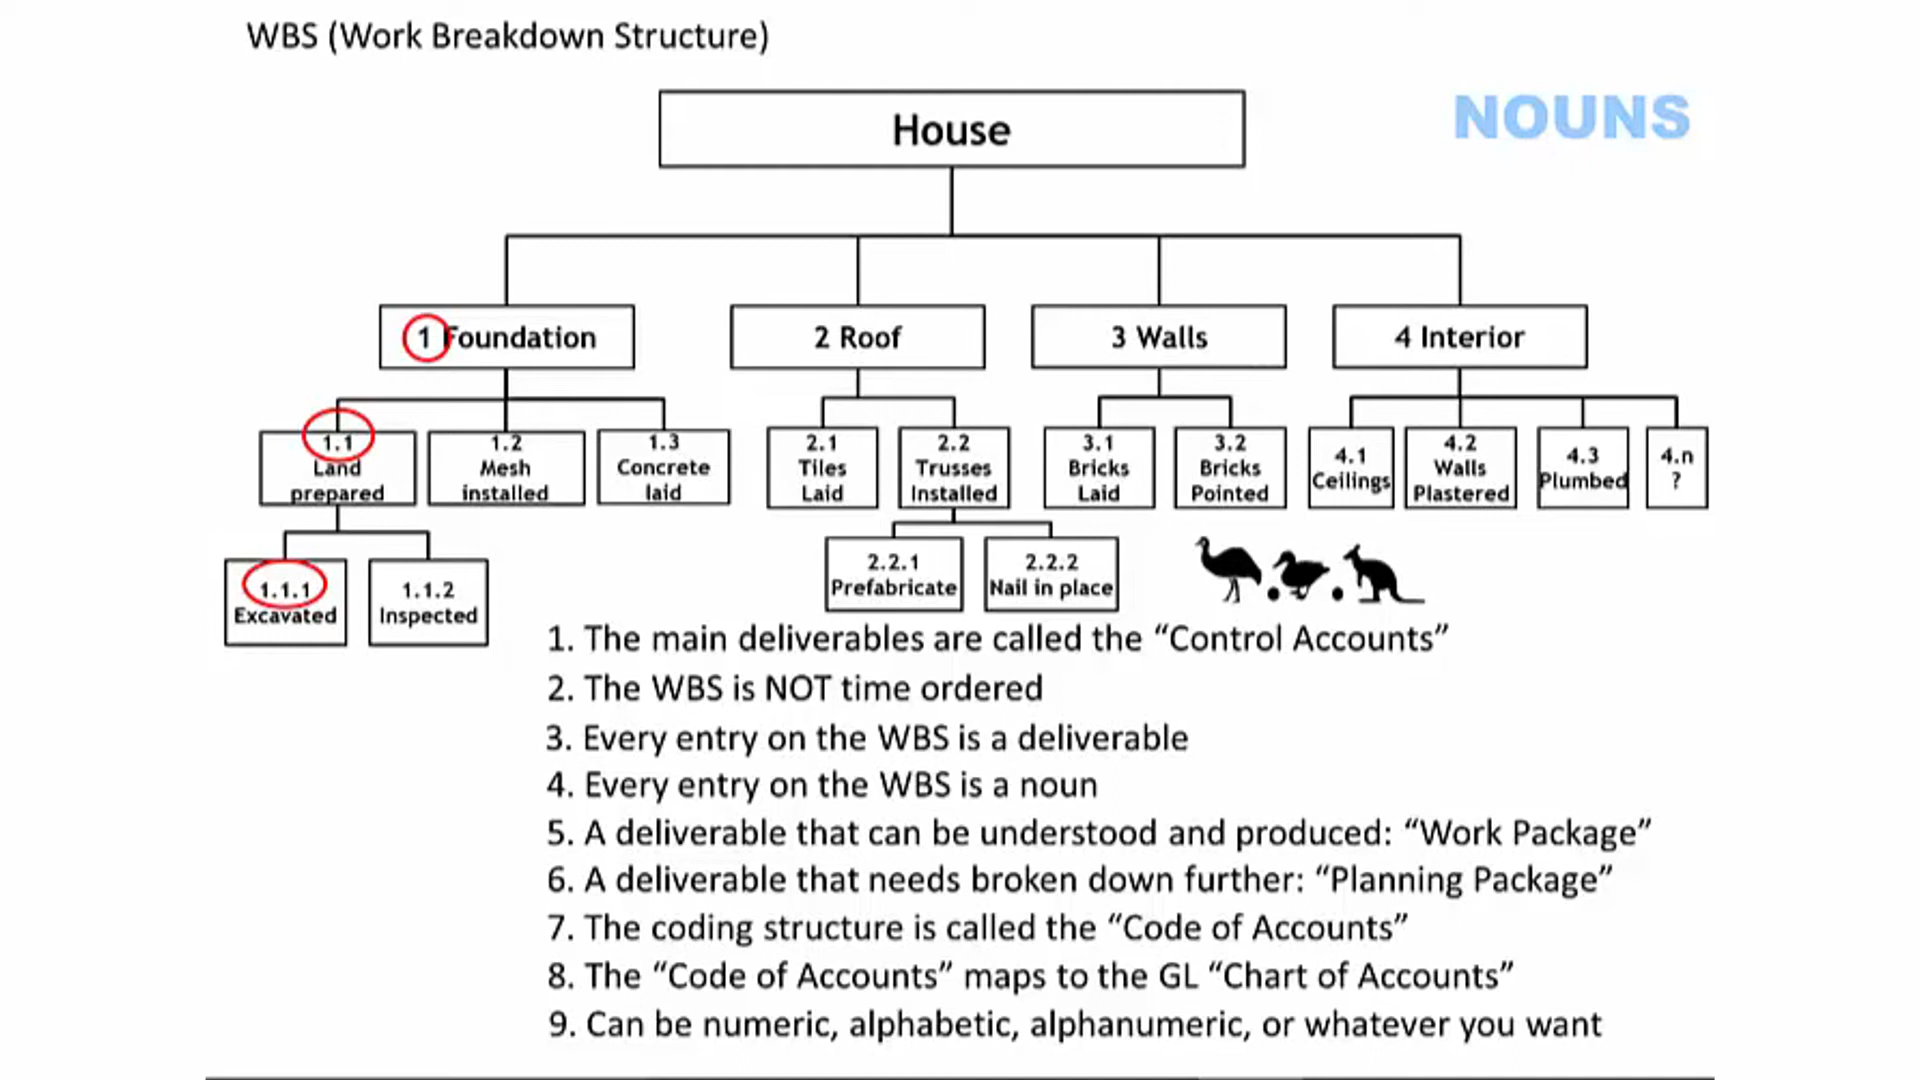 WBS (Work Breakdown Structure)
NOUNS
House
1 Foundation
2 Roof
3 Walls
4 Interior
1.1
Land
prepared
1.2
Mesh
installed
1.3
Concrete
laid
2.1
Tiles
Laid
2.2
Trusses
Installed
3.1
Bricks
Laid
3.2
Bricks
Pointed
4.1
Ceilings
4.2
Walls
Plastered
4.3
Plumbed
4.n
?
1.1.1
Excavated
1.1.2
Inspected
2.2.1
Prefabricate
2.2.2
Nail in place
1. The main deliverables are called the “Control Accounts”
2. The WBS is NOT time ordered
3. Every entry on the WBS is a deliverable
4. Every entry on the WBS is a noun
5. A deliverable that can be understood and produced: “Work Package”
6. A deliverable that needs broken down further: “Planning Package”
7. The coding structure is called the “Code of Accounts”
8. The “Code of Accounts” maps to the GL “Chart of Accounts”
9. Can be numeric, alphabetic, alphanumeric, or whatever you want